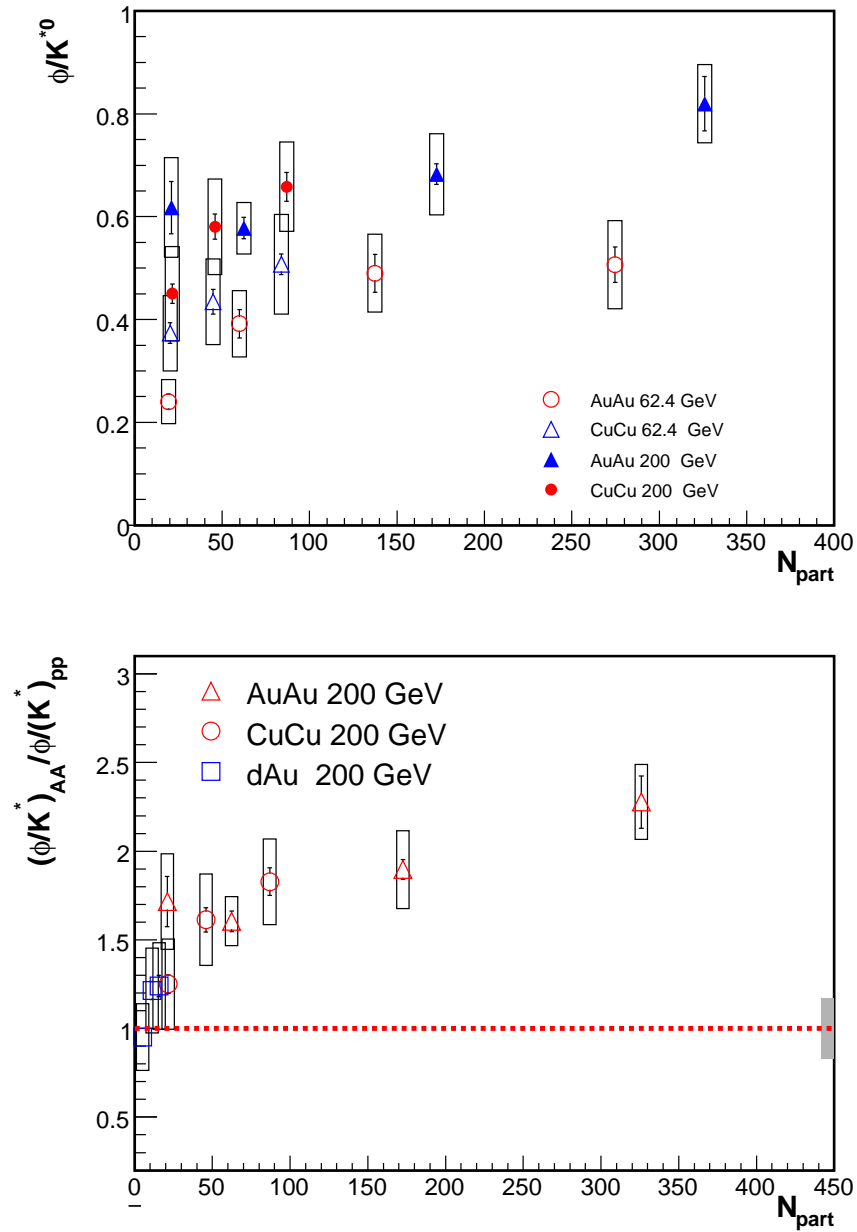 1
0.8
0.6
0.4
0.2
0
ϕ/K*0
AuAu 62.4 GeV
CuCu 62.4 GeV
AuAu 200 GeV
CuCu 200 GeV
0 50 100 150 200 250 300 350 400
Npart
3
2.5
2
1.5
1
0.5
(ϕ/K*)AA/ϕ/(K*)pp
AuAu 200 GeV
CuCu 200 GeV
dAu 200 GeV
0 50 100 150 200 250 300 350 400 450
Npart